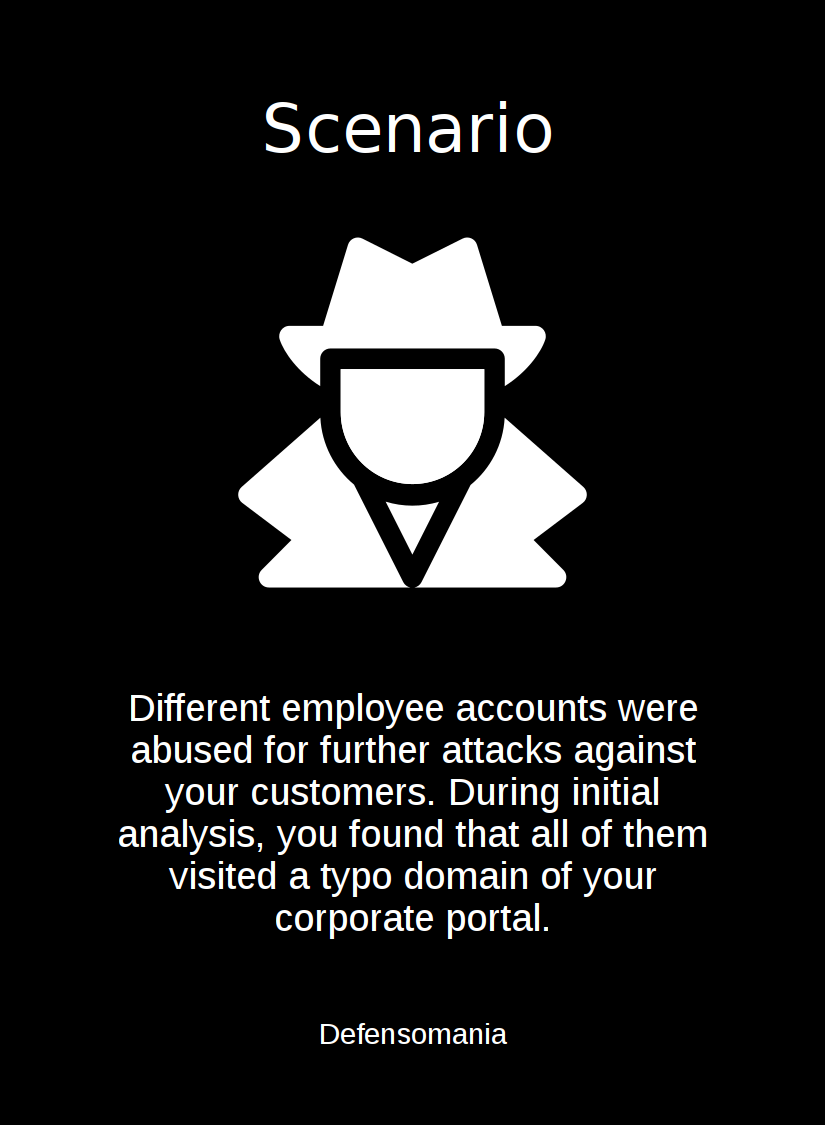 Scenario
Different employee accounts were
abused for further attacks against
your customers. During initial
analysis, you found that all of them
visited a typo domain of your
corporate portal.
Defensomania